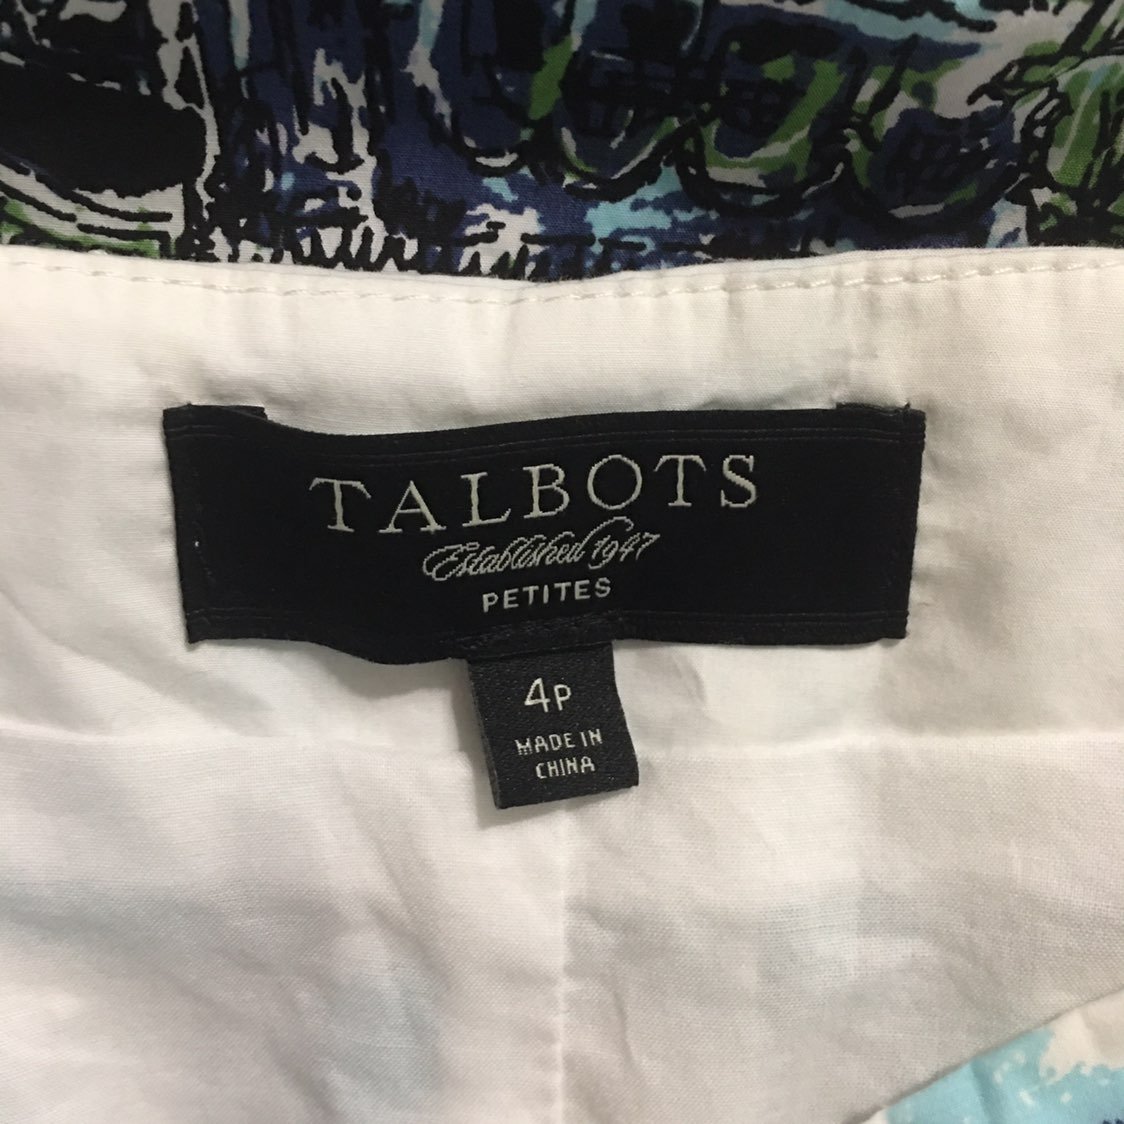 TALBOTS
Established 1947
PETITES
4P
MADE IN
CHINA